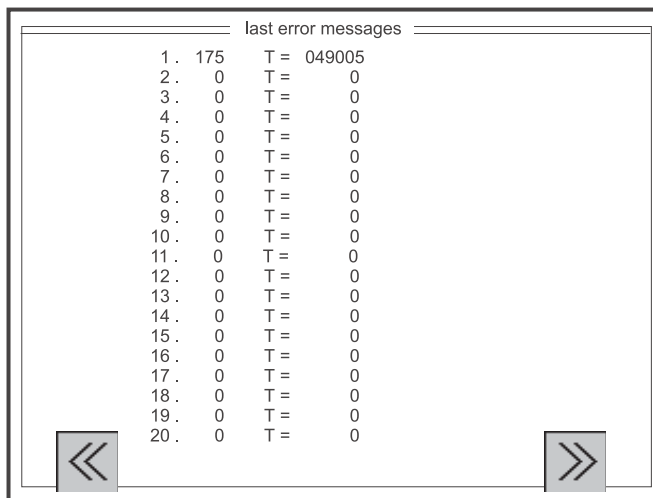 last error messages
1. 175 T = 049005
2. 0 T = 0
3. 0 T = 0
4. 0 T = 0
5. 0 T = 0
6. 0 T = 0
7. 0 T = 0
8. 0 T = 0
9. 0 T = 0
10. 0 T = 0
11. 0 T = 0
12. 0 T = 0
13. 0 T = 0
14. 0 T = 0
15. 0 T = 0
16. 0 T = 0
17. 0 T = 0
18. 0 T = 0
19. 0 T = 0
20. 0 T = 0